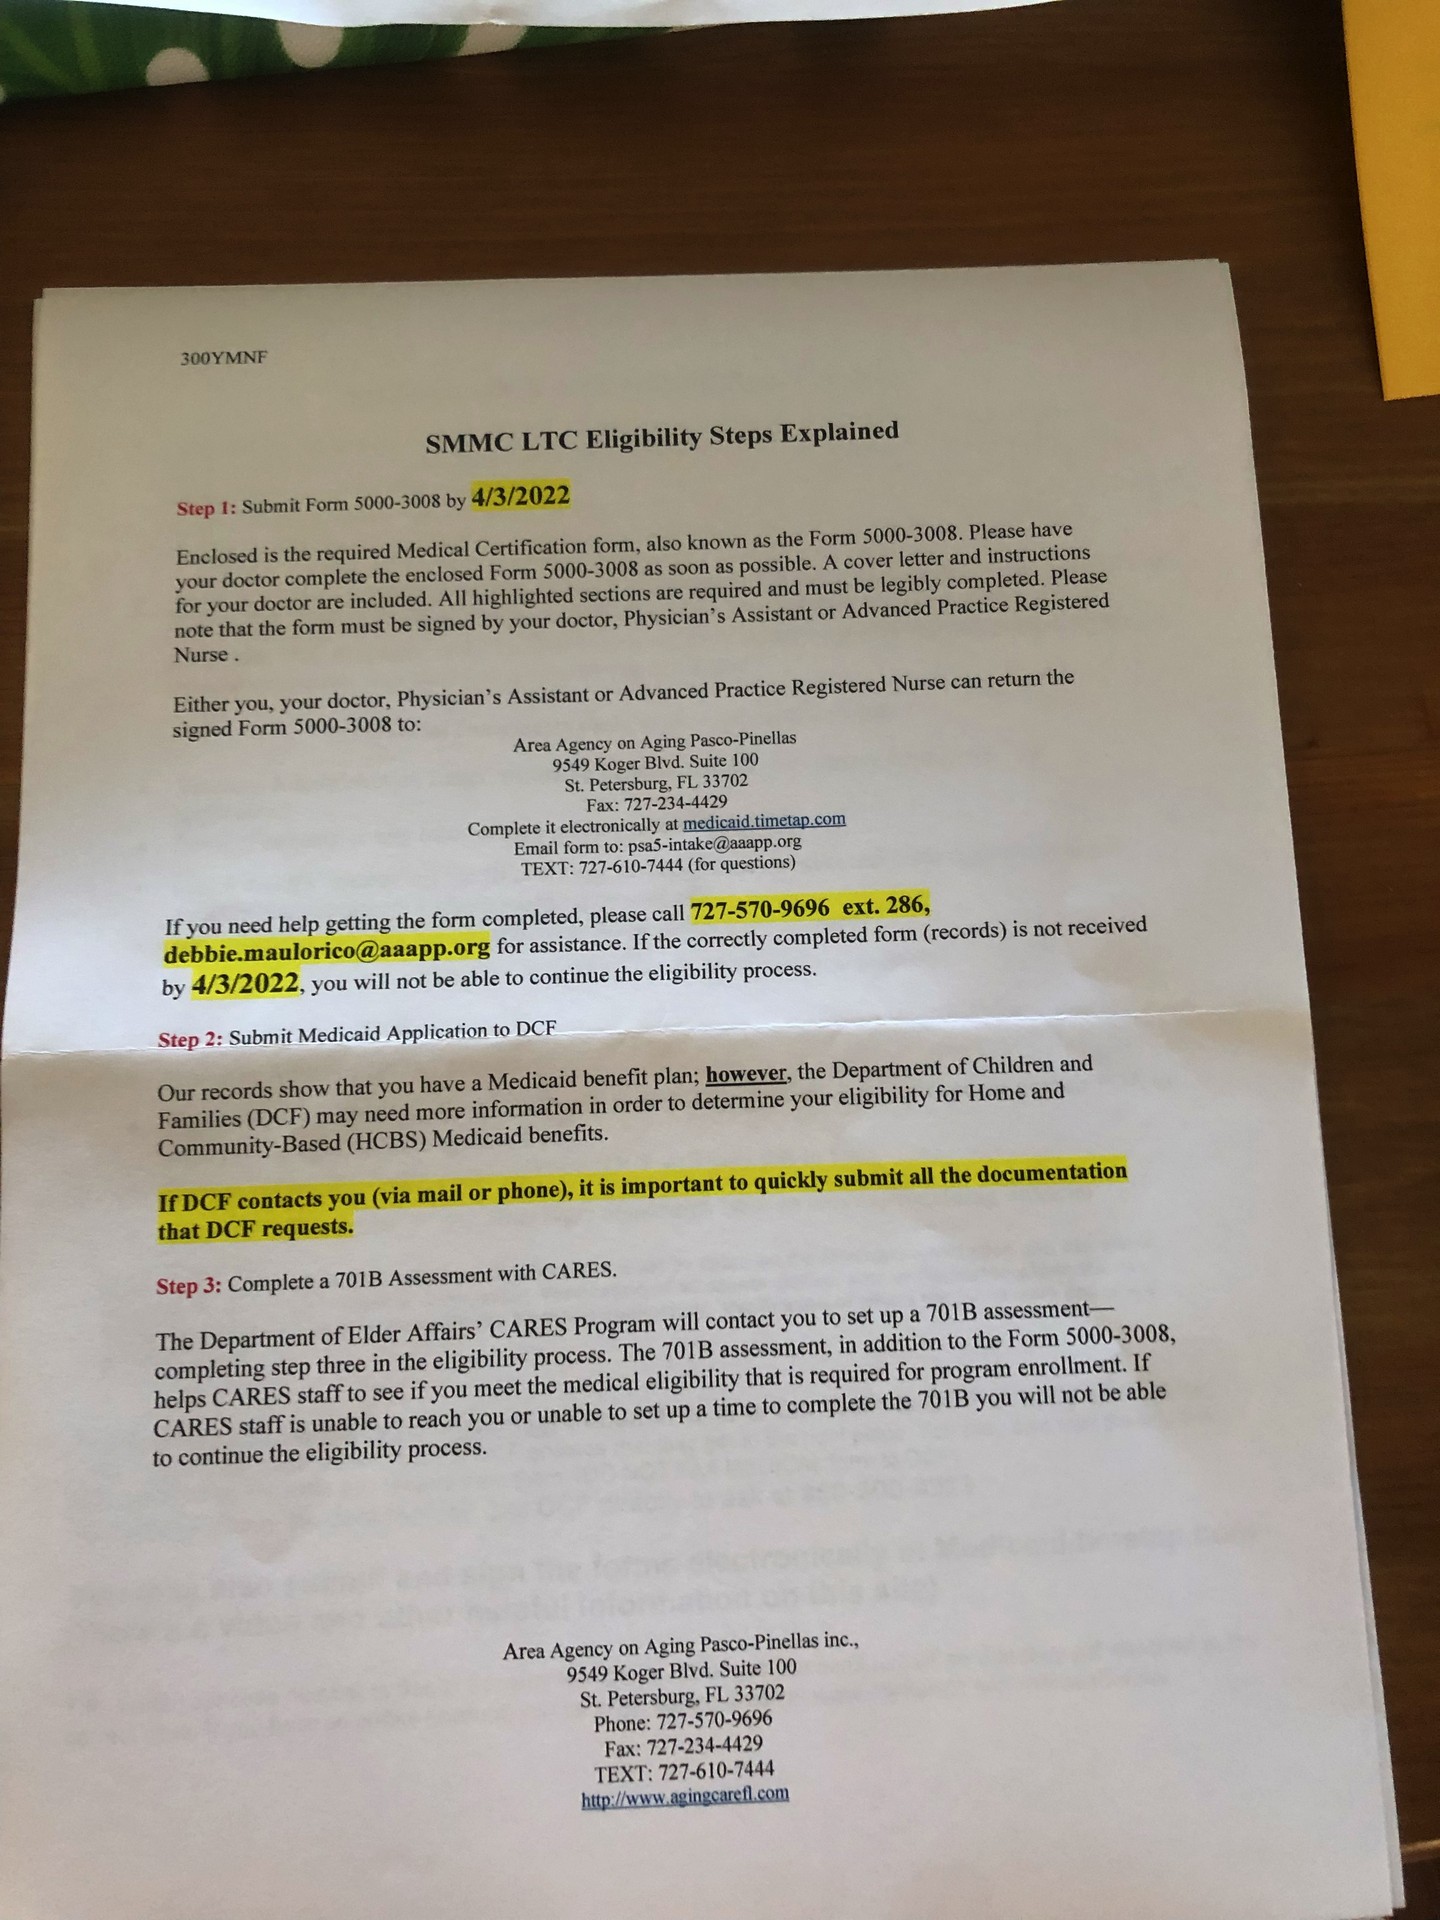 300YMNF
SMMC LTC Eligibility Steps Explained
Step 1: Submit Form 5000-3008 by 4/3/2022
Enclosed is the required Medical Certification form, also known as the Form 5000-3008. Please have
your doctor complete the enclosed Form 5000-3008 as soon as possible. A cover letter and instructions
for your doctor are included. All highlighted sections are required and must be legibly completed. Please
note that the form must be signed by your doctor, Physician's Assistant or Advanced Practice Registered
Nurse .
Either you, your doctor, Physician's Assistant or Advanced Practice Registered Nurse can return the
signed Form 5000-3008 to:
Area Agency on Aging Pasco-Pinellas
9549 Koger Blvd. Suite 100
St. Petersburg, FL 33702
Fax: 727-234-4429
Complete it electronically at medicaid.timetap.com
Email form to: psa5-intake@aaapp.org
TEXT: 727-610-7444 (for questions)
If you need help getting the form completed, please call 727-570-9696 ext. 286,
debbie.maulorico@aaapp.org for assistance. If the correctly completed form (records) is not received
by 4/3/2022, you will not be able to continue the eligibility process.
Step 2: Submit Medicaid Application to DCF
Our records show that you have a Medicaid benefit plan; however, the Department of Children and
Families (DCF) may need more information in order to determine your eligibility for Home and
Community-Based (HCBS) Medicaid benefits.
If DCF contacts you (via mail or phone), it is important to quickly submit all the documentation
that DCF requests.
Step 3: Complete a 701B Assessment with CARES.
The Department of Elder Affairs' CARES Program will contact you to set up a 701B assessment—
completing step three in the eligibility process. The 701B assessment, in addition to the Form 5000-3008,
helps CARES staff to see if you meet the medical eligibility that is required for program enrollment. If
CARES staff is unable to reach you or unable to set up a time to complete the 701B you will not be able
to continue the eligibility process.
Area Agency on Aging Pasco-Pinellas inc.,
9549 Koger Blvd. Suite 100
St. Petersburg, FL 33702
Phone: 727-570-9696
Fax: 727-234-4429
TEXT: 727-610-7444
http://www.agingcarefl.com